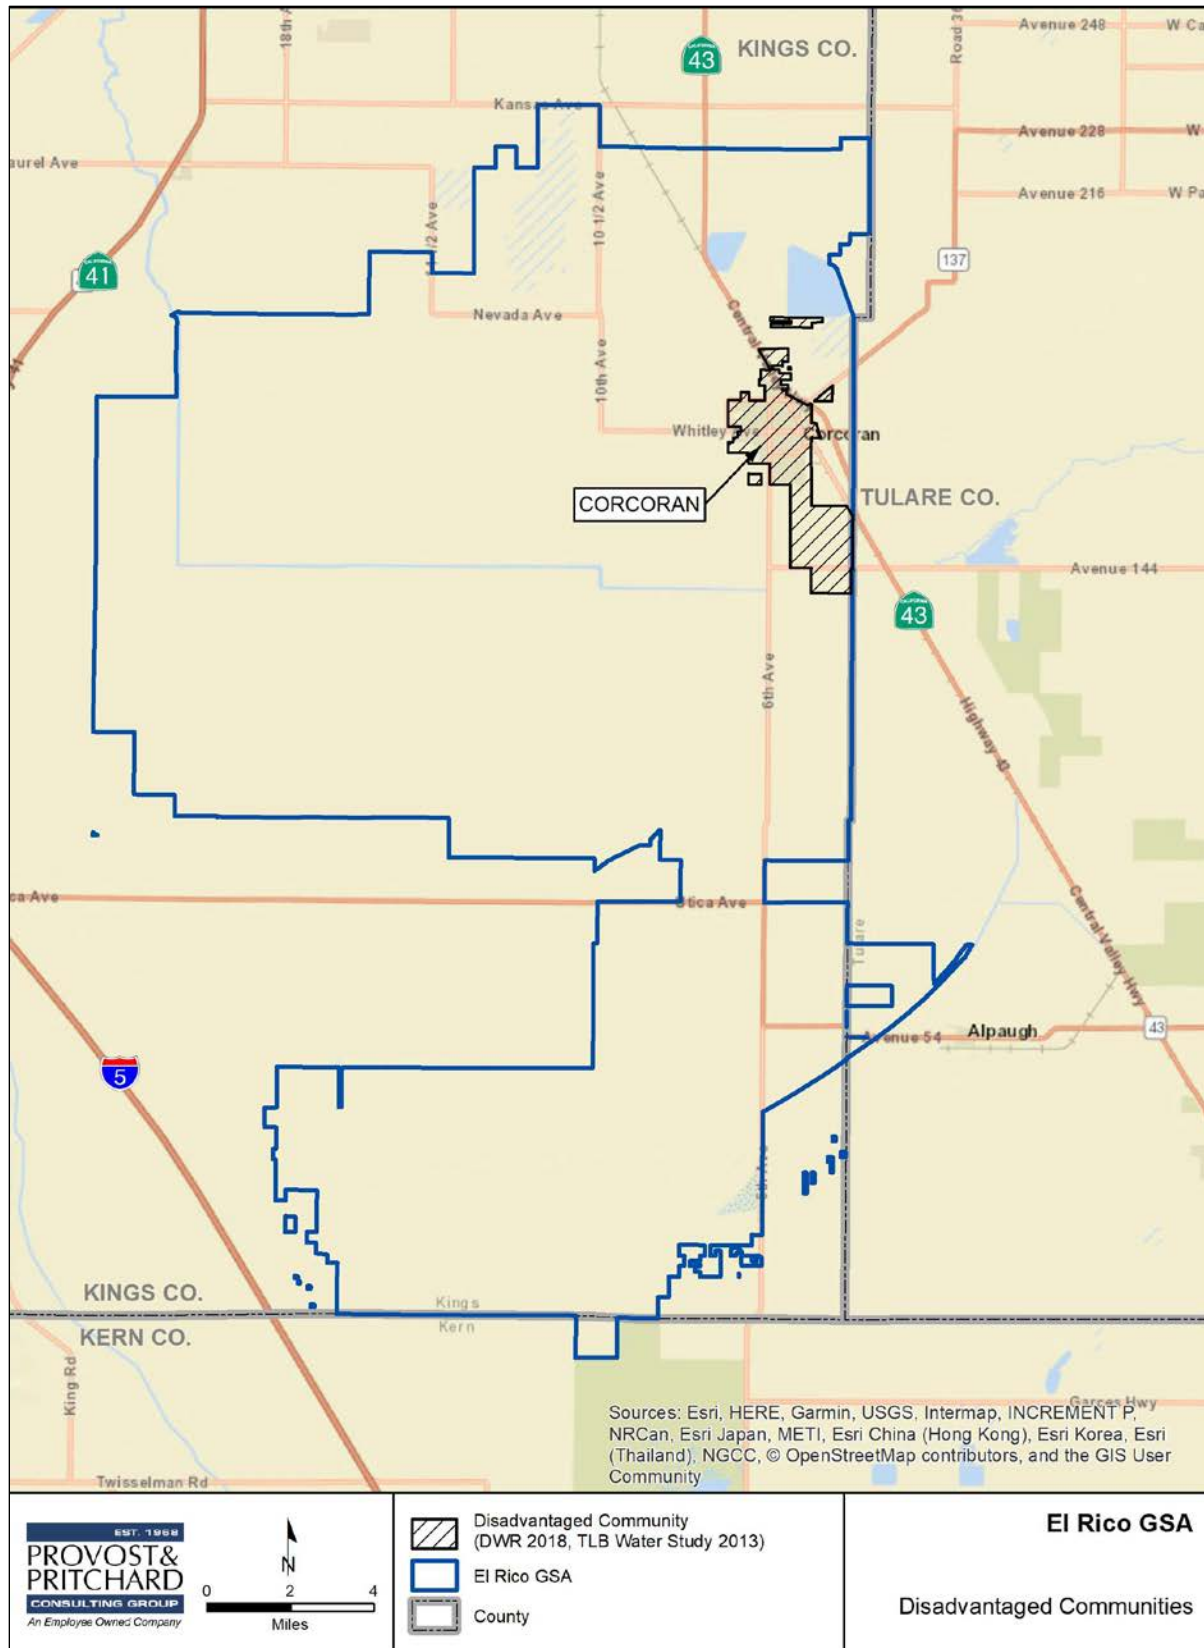 Avenue 248
43
KINGS CO.
Kansas Ave
Avenue 228
Avenue 216
aurel Ave
10 1/2 Ave
137
41
Nevada Ave
10th Ave
Whitley Ave
Corcoran
CORCORAN
TULARE CO.
Avenue 144
43
6th Ave
Highway 43
Central Valley Hwy
Utica Ave
Tulare
Avenue 54
Alpaugh
43
5
KINGS CO.
Kings
Kern
KERN CO.
King Rd
Garces Hwy
Twisselman Rd
Sources: Esri, HERE, Garmin, USGS, Intermap, INCREMENT P,
NRCan, Esri Japan, METI, Esri China (Hong Kong), Esri Korea, Esri
(Thailand), NGCC, © OpenStreetMap contributors, and the GIS User
Community
EST. 1968
PROVOST&
PRITCHARD
CONSULTING GROUP
An Employee Owned Company
N
0 2 4
Miles
Disadvantaged Community
(DWR 2018, TLB Water Study 2013)
El Rico GSA
County
El Rico GSA
Disadvantaged Communities